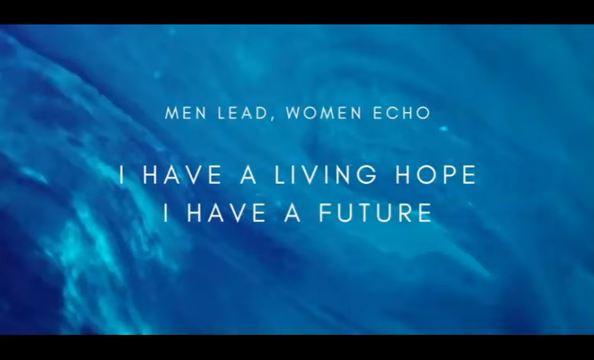 MEN LEAD, WOMEN ECHO
I HAVE A LIVING HOPE
I HAVE A FUTURE